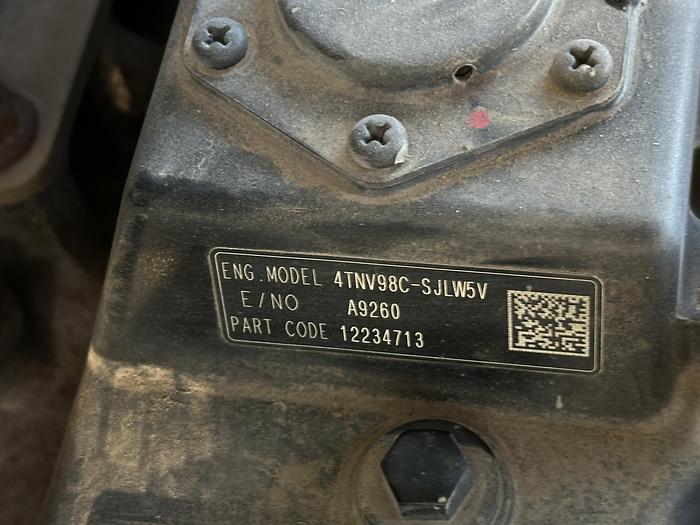 ENG.MODEL 4TNV98C-SJLW5V
E/NO A9260
PART CODE 12234713